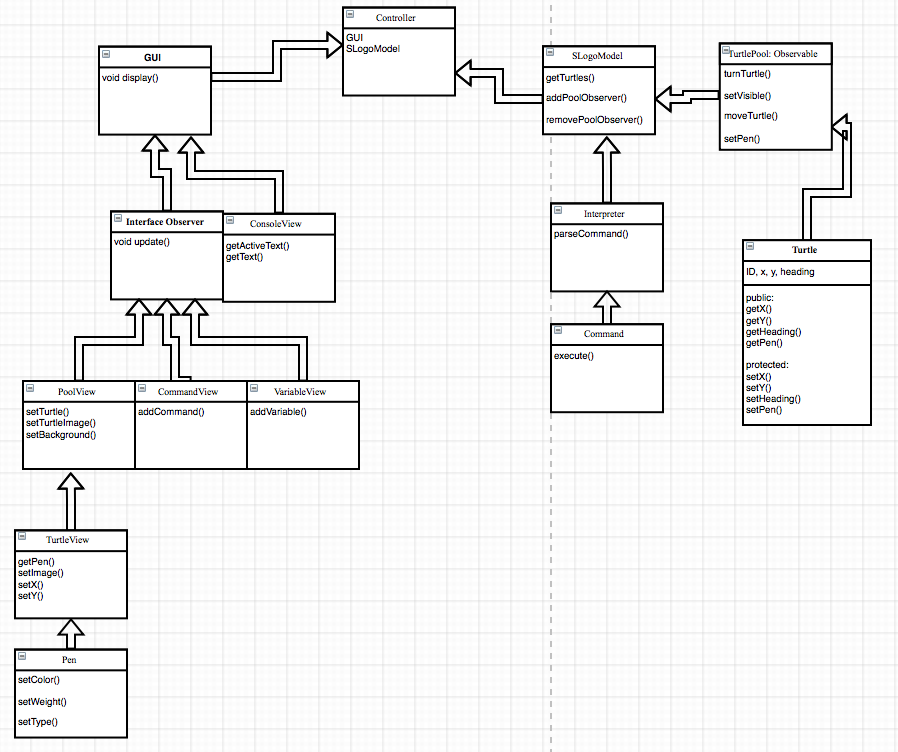 Controller
GUI
SLogoModel
GUI
void display()
SLogoModel
getTurtles()
addPoolObserver()
removePoolObserver()
TurtlePool: Observable
turnTurtle()
setVisible()
moveTurtle()
setPen()
Interface Observer
void update()
ConsoleView
getActiveText()
getText()
Interpreter
parseCommand()
Turtle
ID, x, y, heading
public:
getX()
getY()
getHeading()
getPen()
protected:
setX()
setY()
setHeading()
setPen()
Command
execute()
PoolView
setTurtle()
setTurtleImage()
setBackground()
CommandView
addCommand()
VariableView
addVariable()
TurtleView
getPen()
setImage()
setX()
setY()
Pen
setColor()
setWeight()
setType()